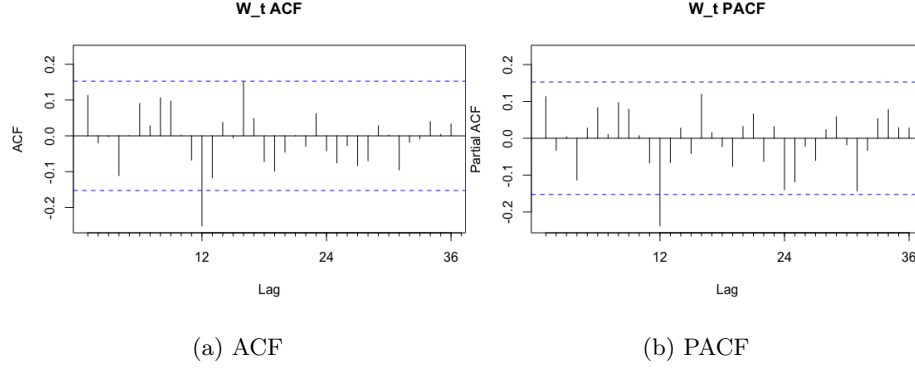 W_t ACF
W_t PACF
ACF
0.2
0.1
0.0
-0.1
-0.2
12
24
36
Lag
Partial ACF
0.2
0.1
0.0
-0.1
-0.2
12
24
36
Lag
(a) ACF
(b) PACF